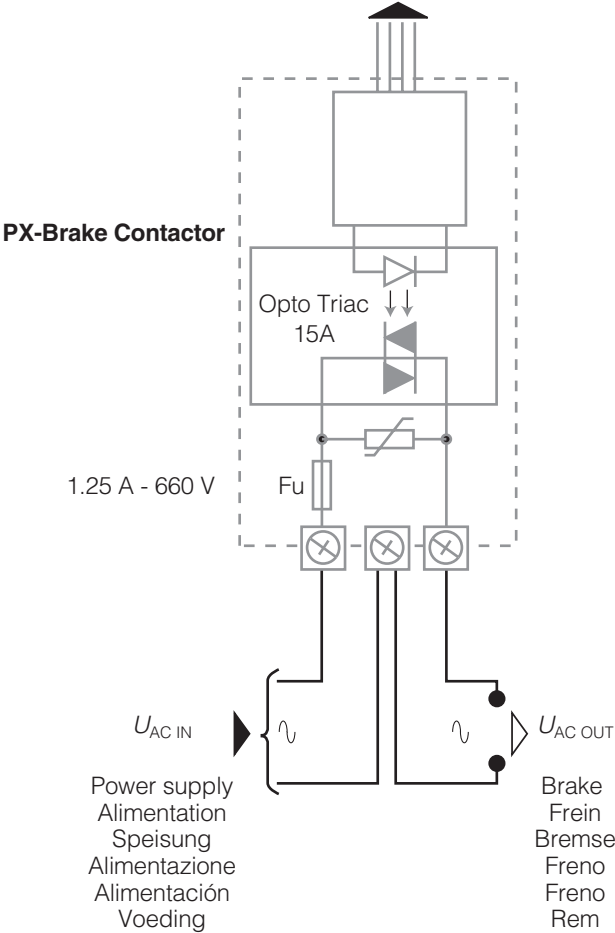 PX-Brake Contactor
Opto Triac
15A
1.25 A - 660 V
Fu
UAC IN
UAC OUT
Power supply
Alimentation
Speisung
Alimentazione
Alimentación
Voeding
Brake
Frein
Bremse
Freno
Freno
Rem